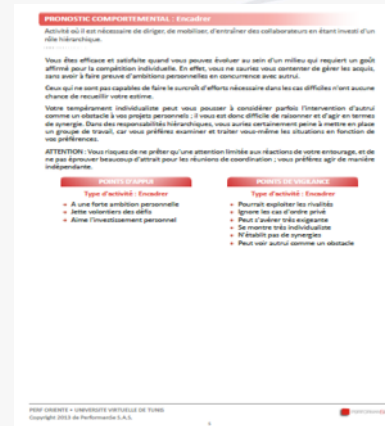 PRONOSTIC COMPORTEMENTAL : Encadrer
Activité où il est nécessaire de diriger, de mobiliser, d'entraîner des collaborateurs en étant investi d'un
rôle hiérarchique.
Vous êtes efficace et satisfaite quand vous pouvez évoluer au sein d'un milieu qui requiert un goût
affirmé pour la compétition individuelle. En effet, vous ne sauriez vous contenter de gérer les acquis,
sans avoir à faire preuve d'ambitions personnelles en concurrence avec autrui.
Ceux qui ne sont pas capables de faire le surcroît d'efforts nécessaire dans les cas difficiles n'ont aucune
chance de recueillir votre estime.
Votre tempérament individualiste peut vous pousser à considérer parfois l'intervention d'autrui
comme un obstacle à vos projets personnels ; il vous est donc difficile de raisonner et d'agir en termes
de synergie. Dans des responsabilités hiérarchiques, vous auriez certainement peine à mettre en place
un groupe de travail, car vous préférez examiner et traiter vous-même les situations en fonction de
vos préférences.
ATTENTION : Vous risquez de ne prêter qu'une attention limitée aux réactions de votre entourage, et de
ne pas éprouver beaucoup d'attrait pour les réunions de coordination ; vous préférez agir de manière
indépendante.
POINTS D'APPUI
Type d'activité : Encadrer
A une forte ambition personnelle
Jette volontiers des défis
Aime l'investissement personnel
POINTS DE VIGILANCE
Type d'activité : Encadrer
Pourrait exploiter les rivalités
Ignore les cas d'ordre privé
Peut s'avérer très exigeante
Se montre très individualiste
N'établit pas de synergies
Peut voir autrui comme un obstacle
PERF ORIENTE • UNIVERSITE VIRTUELLE DE TUNIS
Copyright 2013 de Performanse S.A.S.